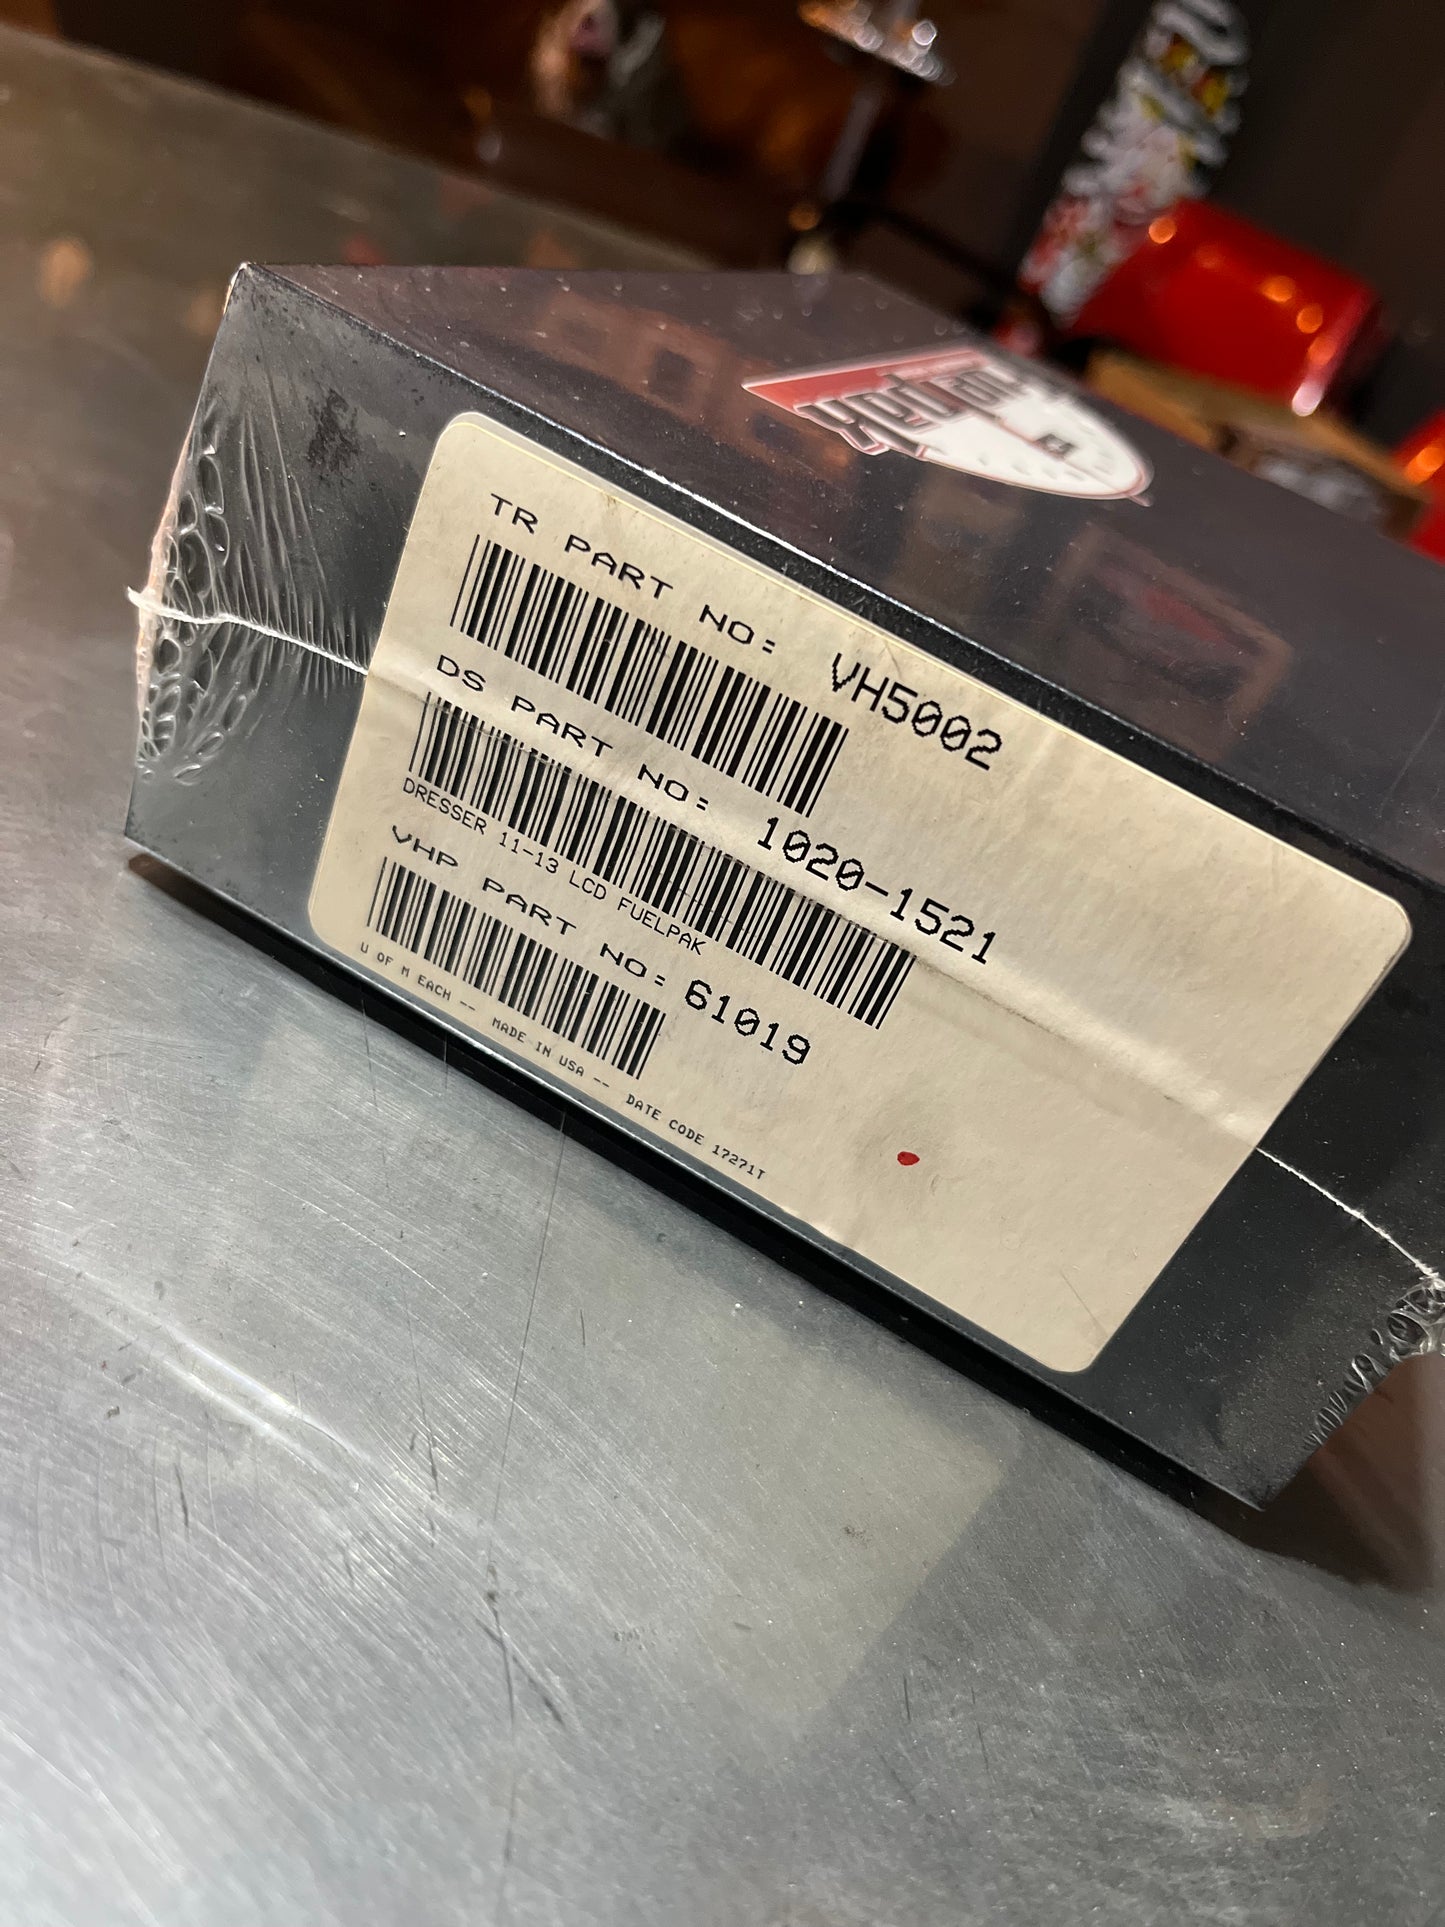 TR PART NO: VH5002
DS PART NO: 1020-1521
DRESSER 11-13 LCD FUELPAK
VHP PART NO: 61019
U OF M EACH -- MADE IN USA -- DATE CODE 17271T